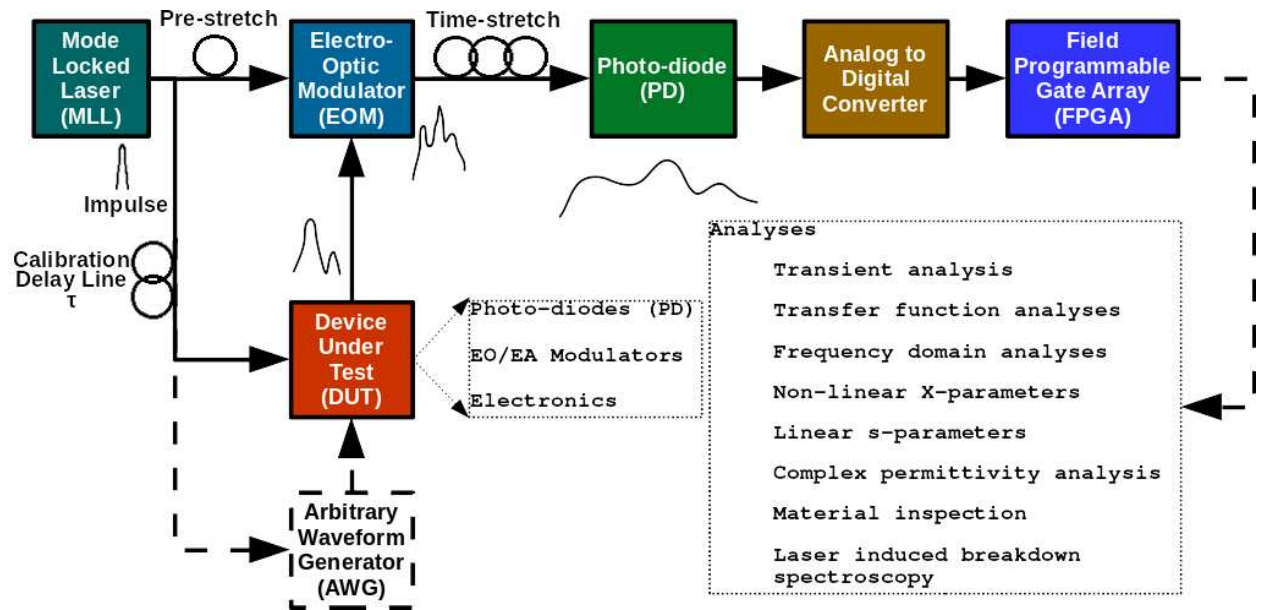 Pre-stretch
Time-stretch
Mode
Locked
Laser
(MLL)
Electro-
Optic
Modulator
(EOM)
Photo-diode
(PD)
Analog to
Digital
Converter
Field
Programmable
Gate Array
(FPGA)
Impulse
Calibration
Delay Line
τ
Device
Under
Test
(DUT)
Photo-diodes (PD)
EO/EA Modulators
Electronics
Arbitrary
Waveform
Generator
(AWG)
Analyses
Transient analysis
Transfer function analyses
Frequency domain analyses
Non-linear X-parameters
Linear s-parameters
Complex permittivity analysis
Material inspection
Laser induced breakdown
spectroscopy